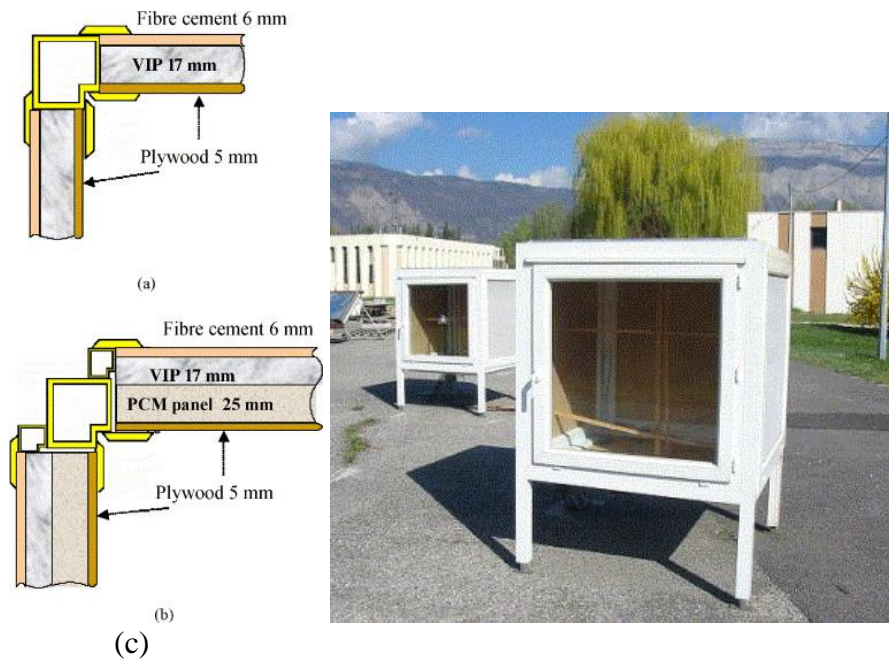 Fibre cement 6 mm
VIP 17 mm
Plywood 5 mm
(a)
Fibre cement 6 mm
VIP 17 mm
PCM panel 25 mm
Plywood 5 mm
(b)
(c)